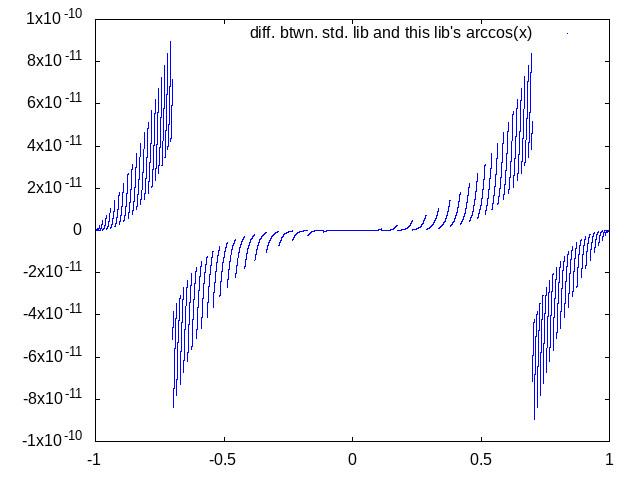 diff. btwn. std. lib and this lib's arccos(x)
1x10^-10
8x10^-11
6x10^-11
4x10^-11
2x10^-11
0
-2x10^-11
-4x10^-11
-6x10^-11
-8x10^-11
-1x10^-10
-1 -0.5 0 0.5 1